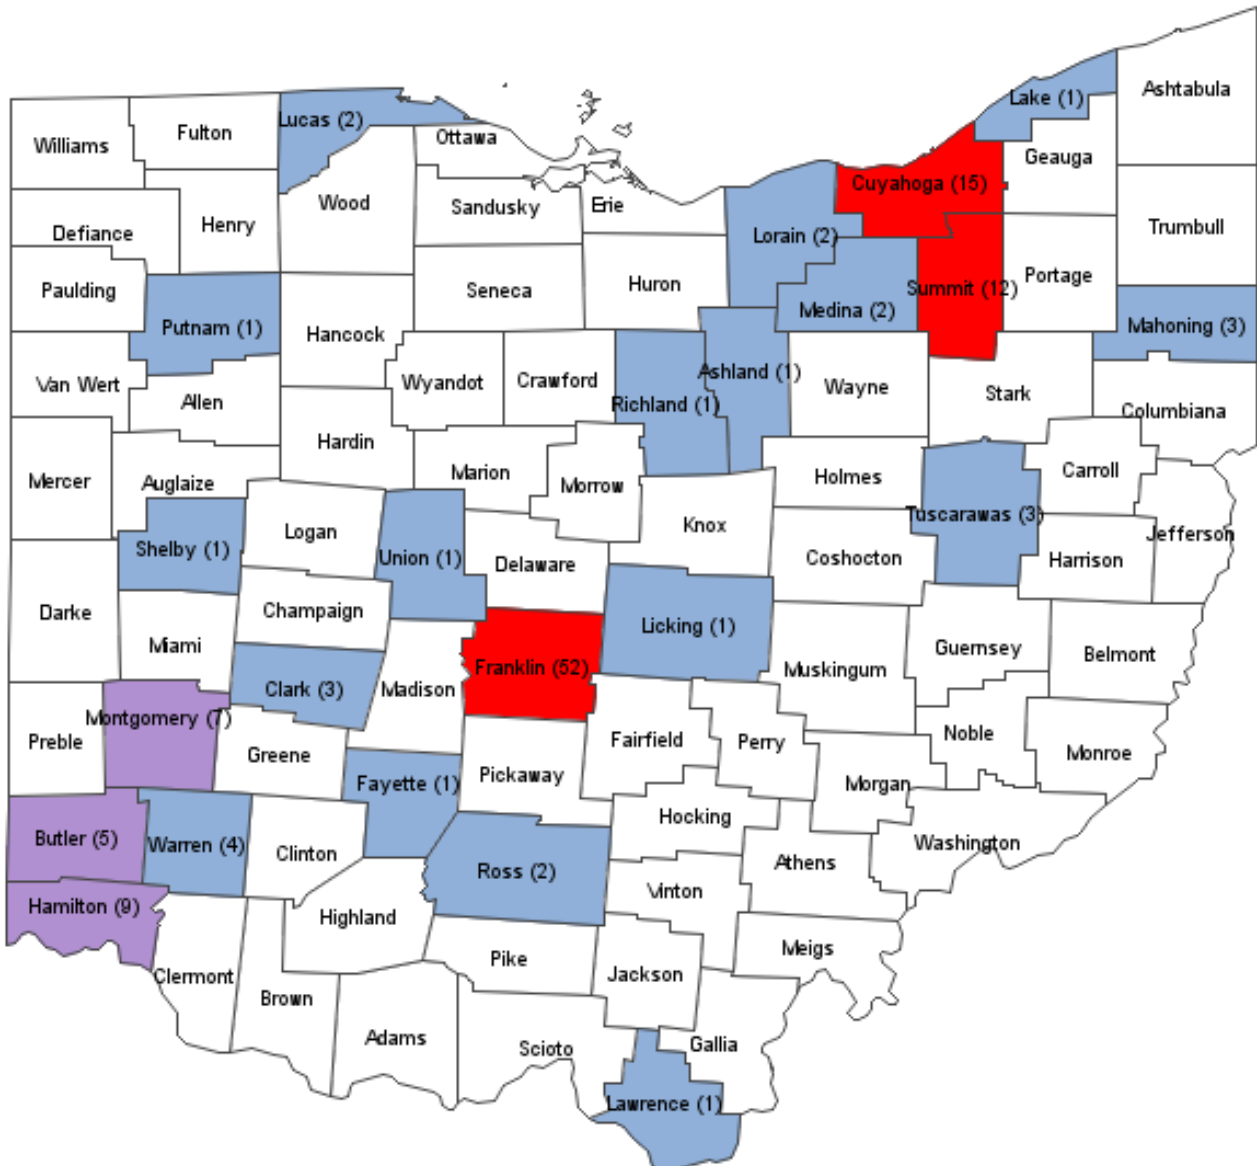 Ashtabula
Lake (1)
Lucas (2)
Fulton
Williams
Ottawa
Geauga
Cuyahoga (15)
Wood
Sandusky
Erie
Henry
Defiance
Lorain (2)
Trumbull
Portage
Huron
Seneca
Paulding
Summit (12)
Medina (2)
Putnam (1)
Mahoning (3)
Hancock
Ashland (1)
Crawford
Wyandot
Van Wert
Wayne
Stark
Allen
Richland (1)
Columbiana
Hardin
Marion
Carroll
Holmes
Mercer
Auglaize
Morrow
Tuscarawas (3)
Knox
Logan
Jefferson
Shelby (1)
Union (1)
Delaware
Coshocton
Harrison
Darke
Champaign
Licking (1)
Miami
Guernsey
Belmont
Franklin (52)
Muskingum
Clark (3)
Madison
Montgomery (7)
Preble
Fairfield
Perry
Noble
Greene
Monroe
Pickaway
Fayette (1)
Morgan
Hocking
Butler (5)
Warren (4)
Clinton
Washington
Athens
Ross (2)
Vinton
Hamilton (9)
Highland
Meigs
Pike
Clermont
Jackson
Brown
Adams
Scioto
Gallia
Lawrence (1)